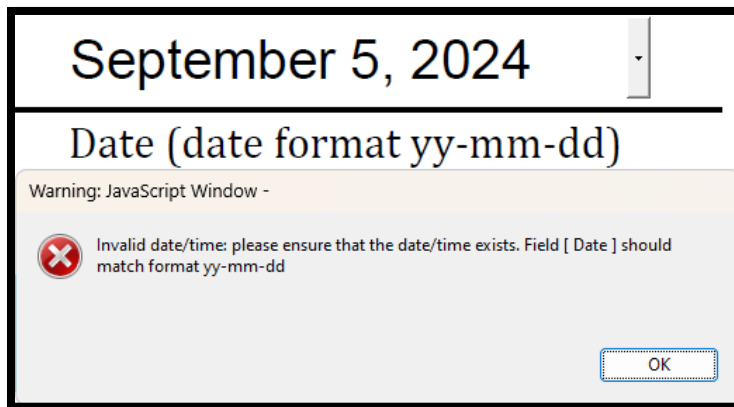 September 5, 2024
Date (date format yy-mm-dd)
Warning: JavaScript Window -
Invalid date/time: please ensure that the date/time exists. Field [ Date ] should
match format yy-mm-dd
OK